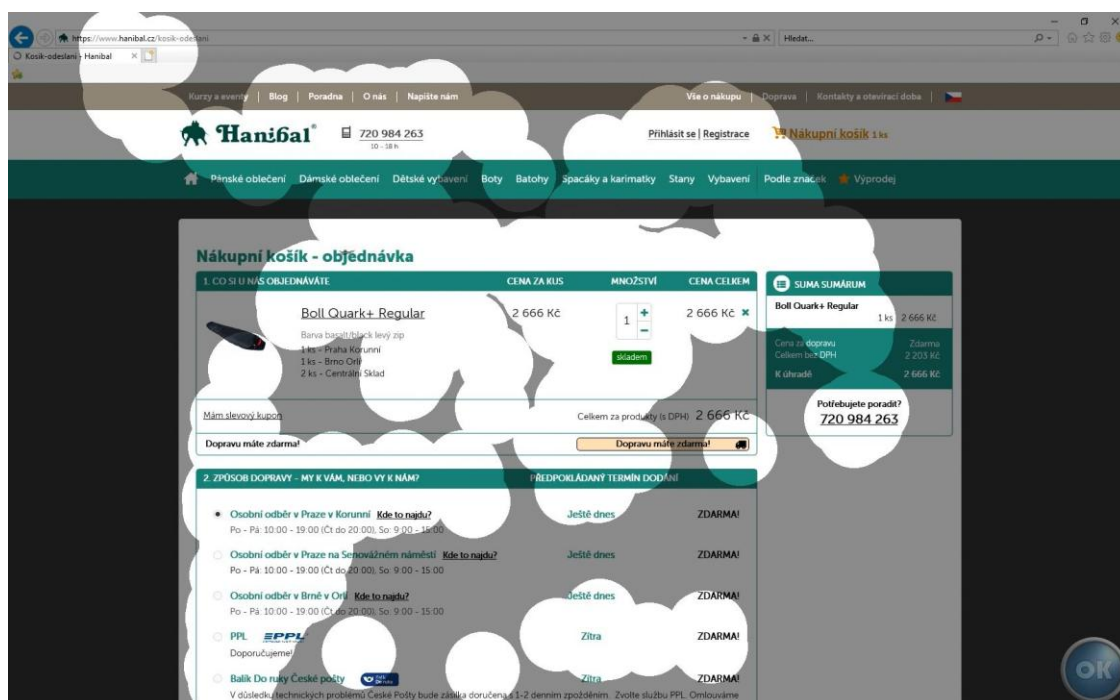 https://www.hanibal.cz/kosik-odeslani
Hledat...
Kosik-odeslani - Hanibal
Kurzy a eventy | Blog | Poradna | O nás | Napište nám
Vše o nákupu | Doprava | Kontakty a otevírací doba |
Hanibal®
720 984 263
10 - 18 h
Přihlásit se | Registrace
Nákupní košík 1 ks
Pánské oblečení Dámské oblečení Dětské vybavení Boty Batohy Spacáky a karimatky Stany Vybavení Podle značek Výprodej
Nákupní košík - objednávka
1. CO SI U NÁS OBJEDNÁVÁTE CENA ZA KUS MNOŽSTVÍ CENA CELKEM
Boll Quark+ Regular 2 666 Kč 1 + − 2 666 Kč ×
Barva basalt/black levý zip
1 ks - Praha Korunní
1 ks - Brno Orlí
2 ks - Centrální Sklad
skladem
Mám slevový kupon
Celkem za produkty (s DPH) 2 666 Kč
Dopravu máte zdarma!
Dopravu máte zdarma!
SUMA SUMÁRUM
Boll Quark+ Regular
1 ks 2 666 Kč
Cena za dopravu Zdarma
Celkem bez DPH 2 203 Kč
K úhradě 2 666 Kč
Potřebujete poradit?
720 984 263
2. ZPŮSOB DOPRAVY - MY K VÁM, NEBO VY K NÁM? PŘEDPOKLÁDANÝ TERMÍN DODÁNÍ
Osobní odběr v Praze v Korunní Kde to najdu? Ještě dnes ZDARMA!
Po - Pá: 10:00 - 19:00 (Čt do 20:00), So: 9:00 - 15:00
Osobní odběr v Praze na Senovážném náměstí Kde to najdu? Ještě dnes ZDARMA!
Po - Pá: 10:00 - 19:00 (Čt do 20:00), So: 9:00 - 15:00
Osobní odběr v Brně v Orlí Kde to najdu? Ještě dnes ZDARMA!
Po - Pá: 10:00 - 19:00 (Čt do 20:00), So: 9:00 - 15:00
PPL PPL Zítra ZDARMA!
Doporučujeme!
Balík Do ruky České pošty Zítra ZDARMA!
V důsledku technických problémů České Pošty bude zásilka doručena s 1-2 denním zpožděním. Zvolte službu PPL. Omlouváme
OK